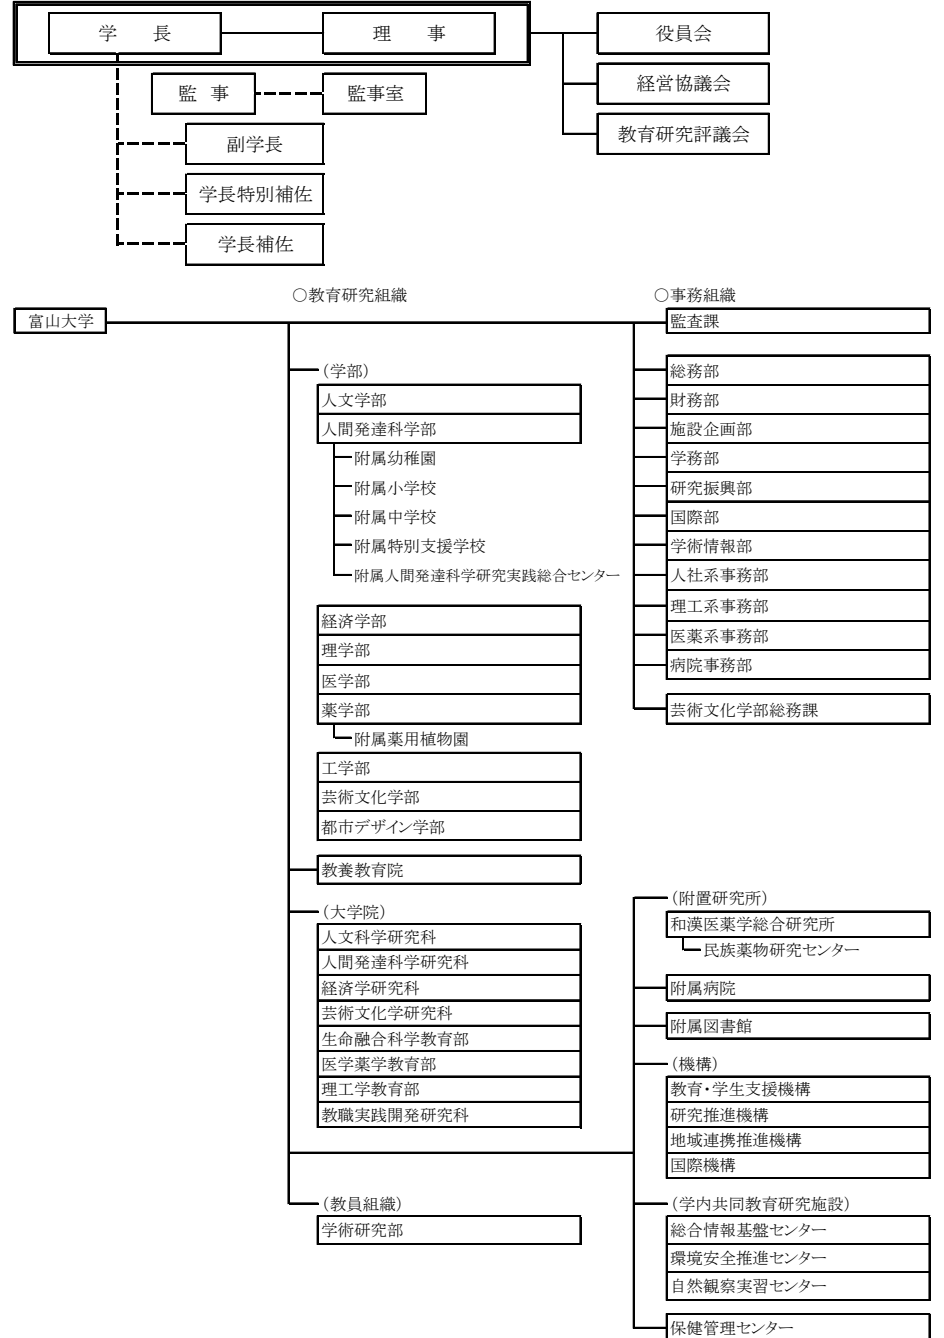 学　長
理　事
役員会
監　事
監事室
経営協議会
副学長
教育研究評議会
学長特別補佐
学長補佐
○教育研究組織
○事務組織
富山大学
監査課
（学部）
人文学部
人間発達科学部
附属幼稚園
附属小学校
附属中学校
附属特別支援学校
附属人間発達科学研究実践総合センター
経済学部
理学部
医学部
薬学部
附属薬用植物園
工学部
芸術文化学部
都市デザイン学部
教養教育院
（大学院）
人文科学研究科
人間発達科学研究科
経済学研究科
芸術文化学研究科
生命融合科学教育部
医学薬学教育部
理工学教育部
教職実践開発研究科
（教員組織）
学術研究部
総務部
財務部
施設企画部
学務部
研究振興部
国際部
学術情報部
人社系事務部
理工系事務部
医薬系事務部
病院事務部
芸術文化学部総務課
（附置研究所）
和漢医薬学総合研究所
民族薬物研究センター
附属病院
附属図書館
（機構）
教育・学生支援機構
研究推進機構
地域連携推進機構
国際機構
（学内共同教育研究施設）
総合情報基盤センター
環境安全推進センター
自然観察実習センター
保健管理センター